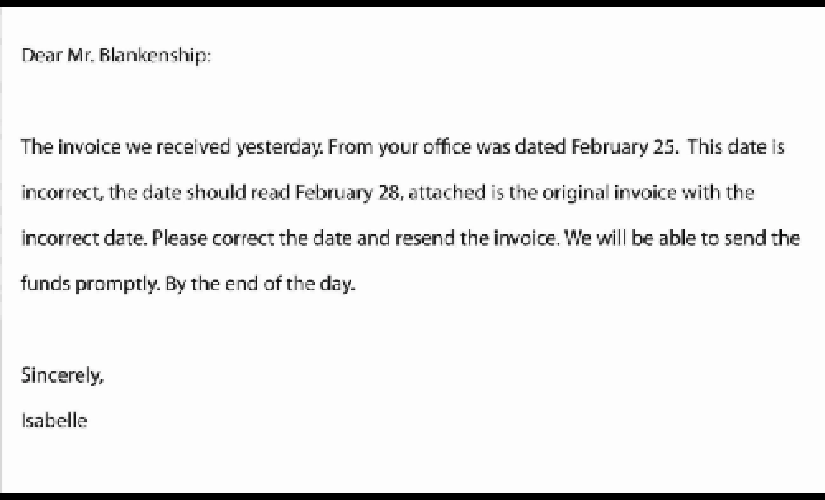 Dear Mr. Blankenship:
The invoice we received yesterday. From your office was dated February 25. This date is
incorrect, the date should read February 28, attached is the original invoice with the
incorrect date. Please correct the date and resend the invoice. We will be able to send the
funds promptly. By the end of the day.
Sincerely,
Isabelle